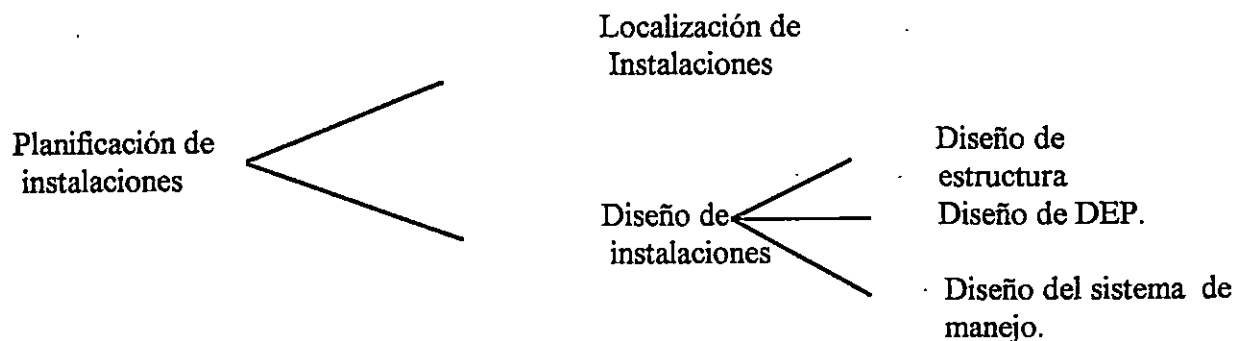 Localización de
Instalaciones
Planificación de
instalaciones
Diseño de
estructura
Diseño de
instalaciones
Diseño de DEP.
Diseño del sistema de
manejo.